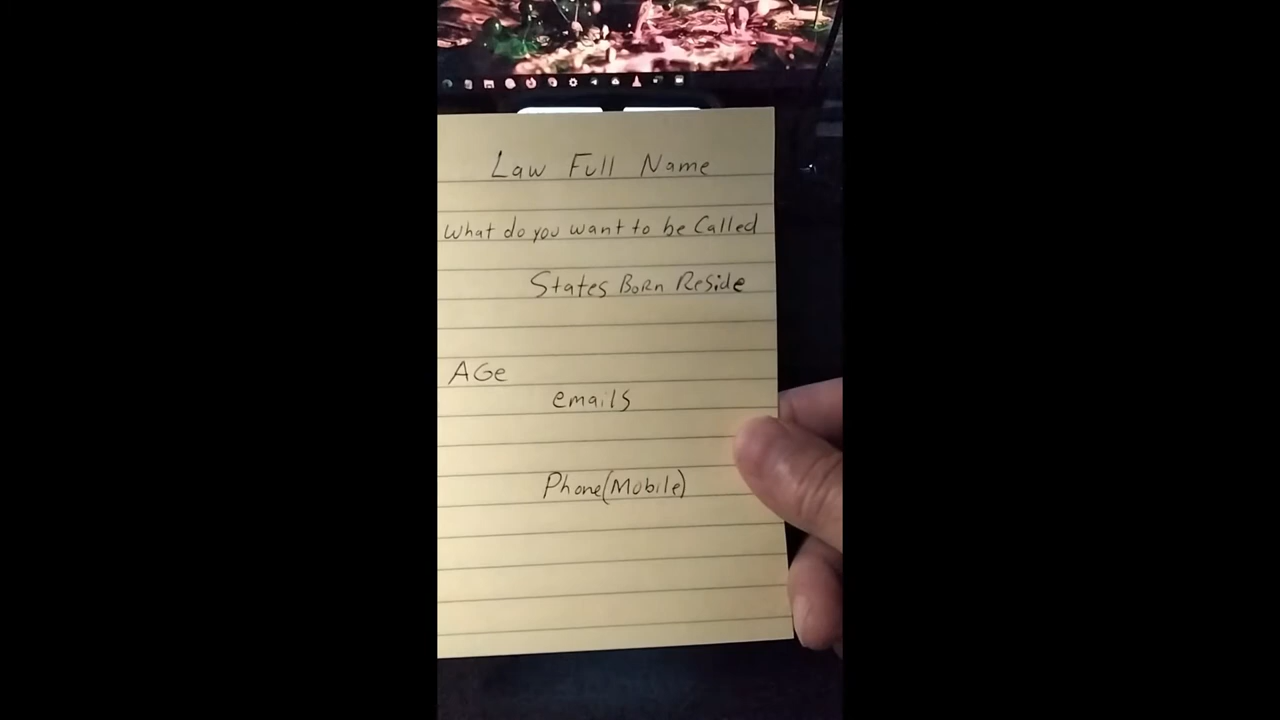 Law Full Name
What do you want to be Called
States Born Reside
AGe
emails
Phone(Mobile)